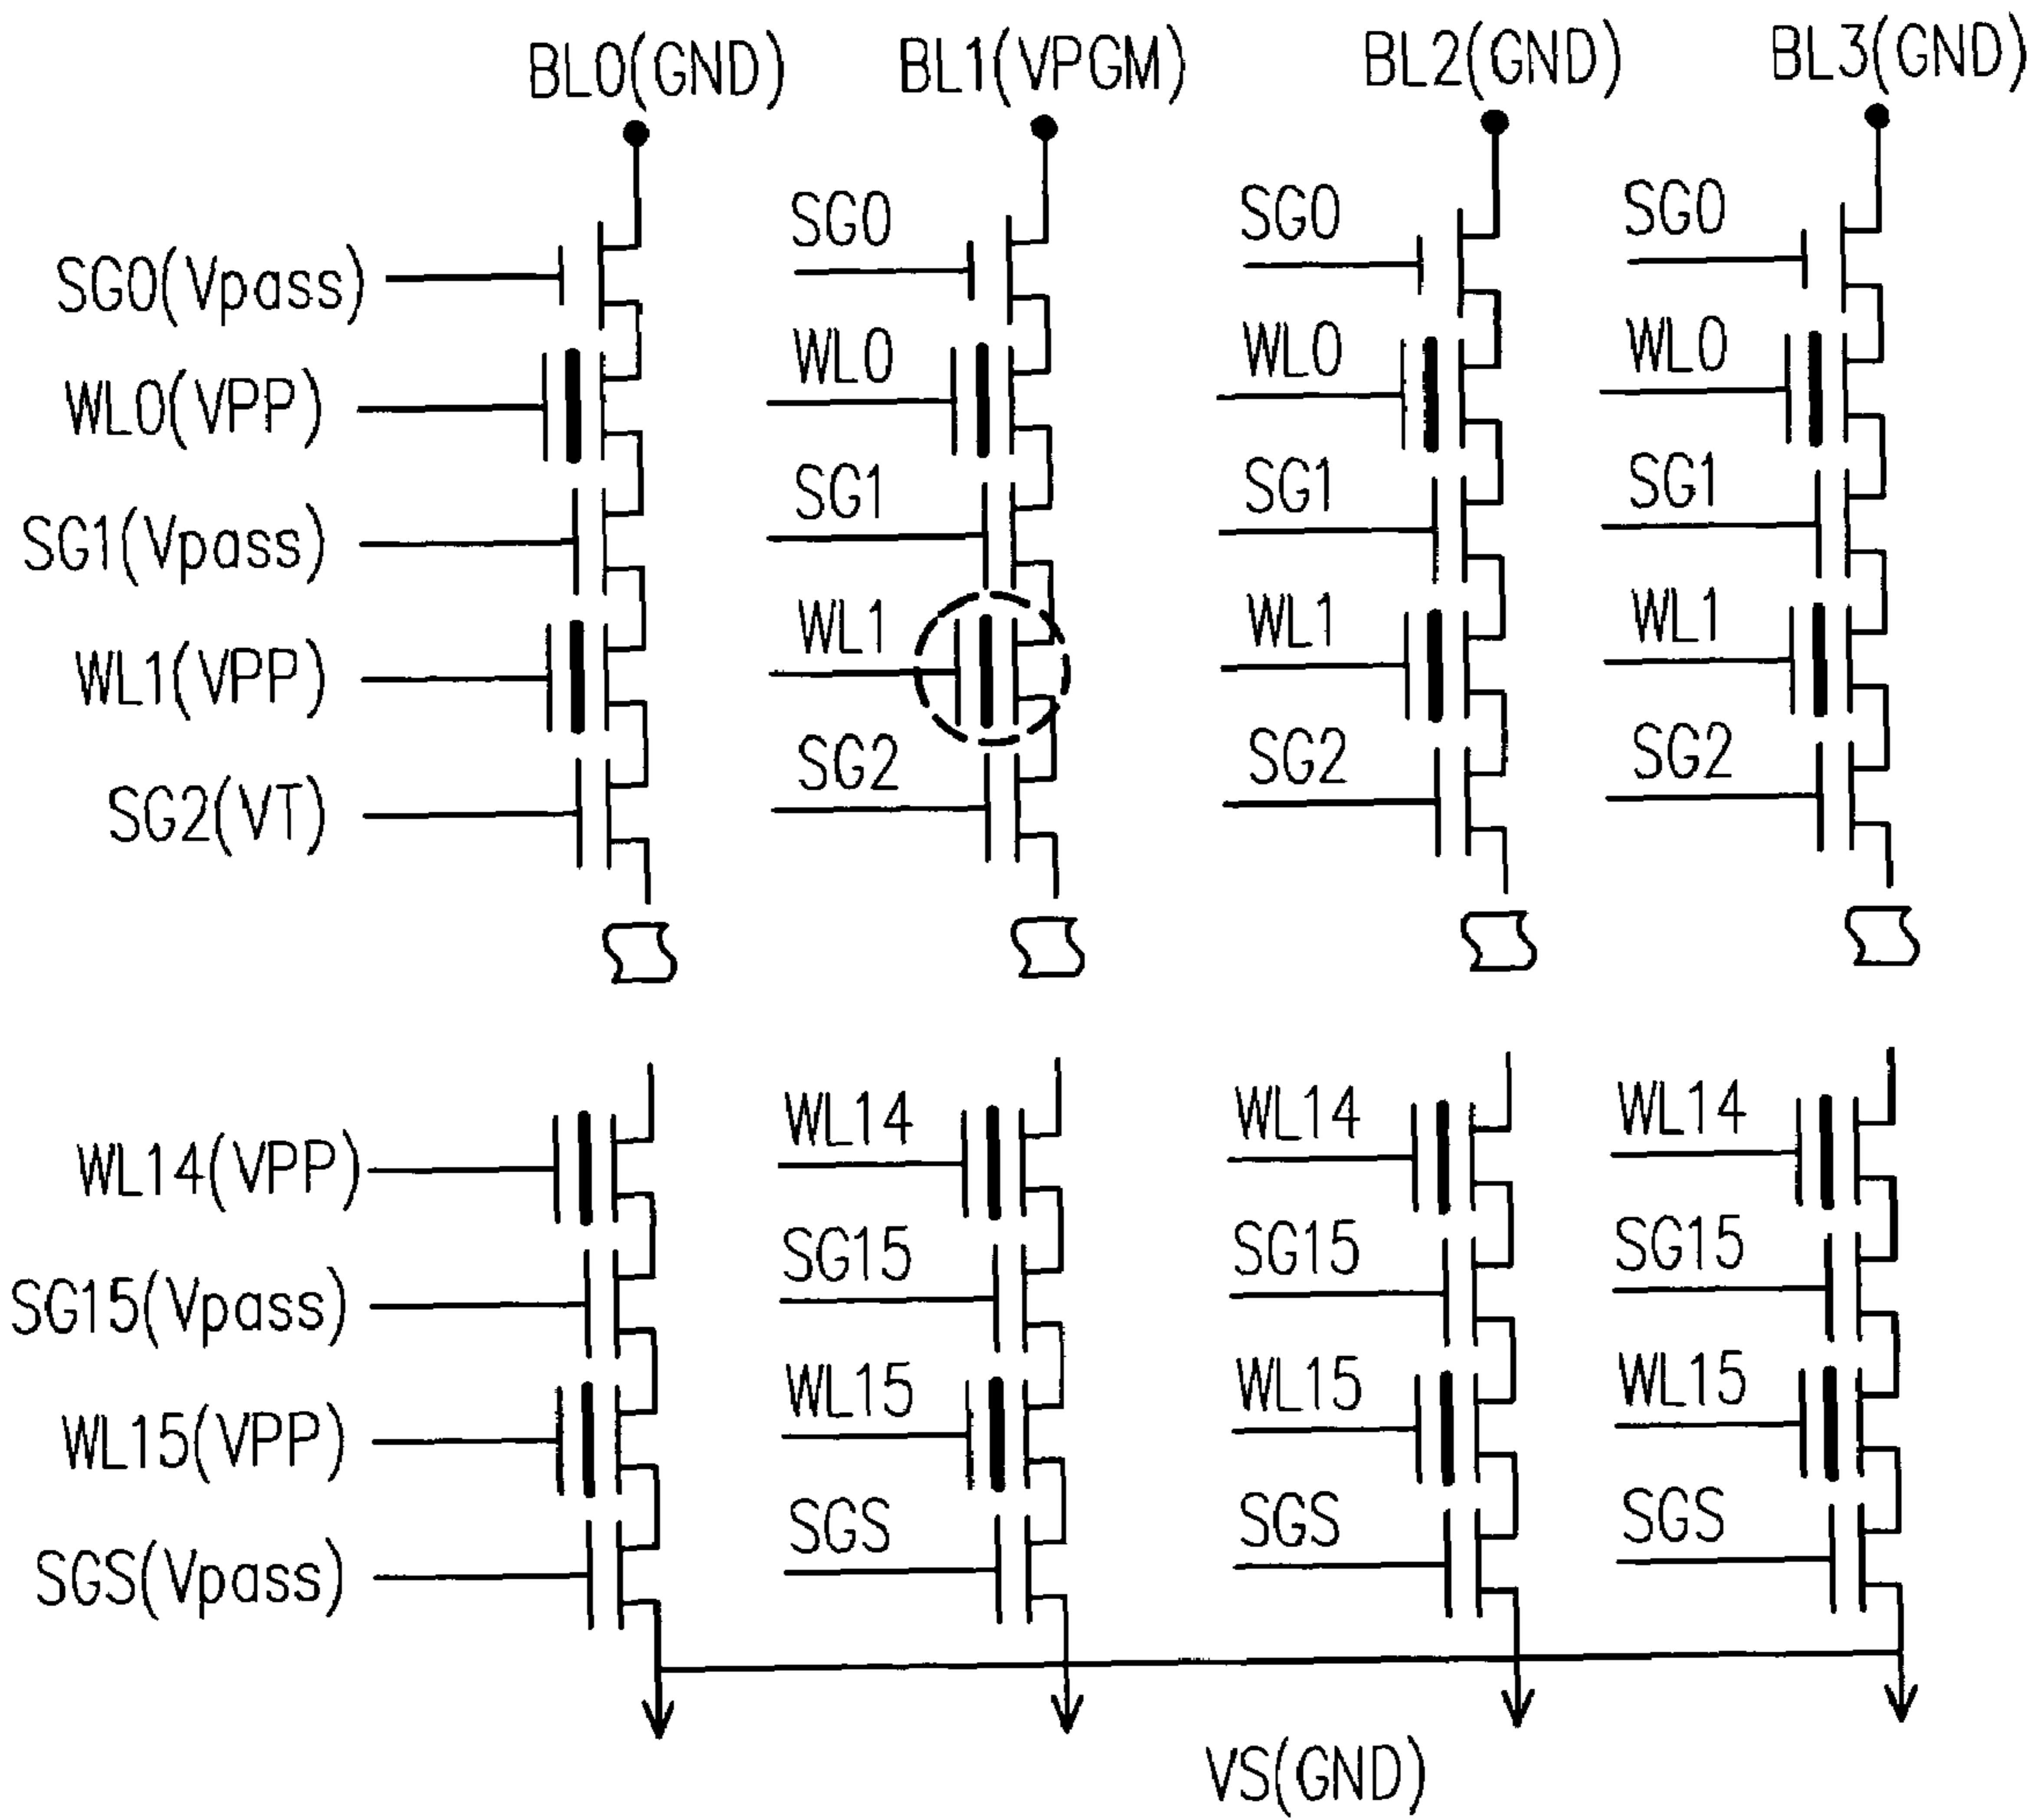 BL0(GND) BL1(VPGM) BL2(GND) BL3(GND)
SG0(Vpass) SG0 SG0 SG0
WL0(VPP) WL0 WL0 WL0
SG1(Vpass) SG1 SG1 SG1
WL1(VPP) WL1 WL1 WL1
SG2(VT) SG2 SG2 SG2
WL14(VPP) WL14 WL14 WL14
SG15(Vpass) SG15 SG15 SG15
WL15(VPP) WL15 WL15 WL15
SGS(Vpass) SGS SGS SGS
VS(GND)